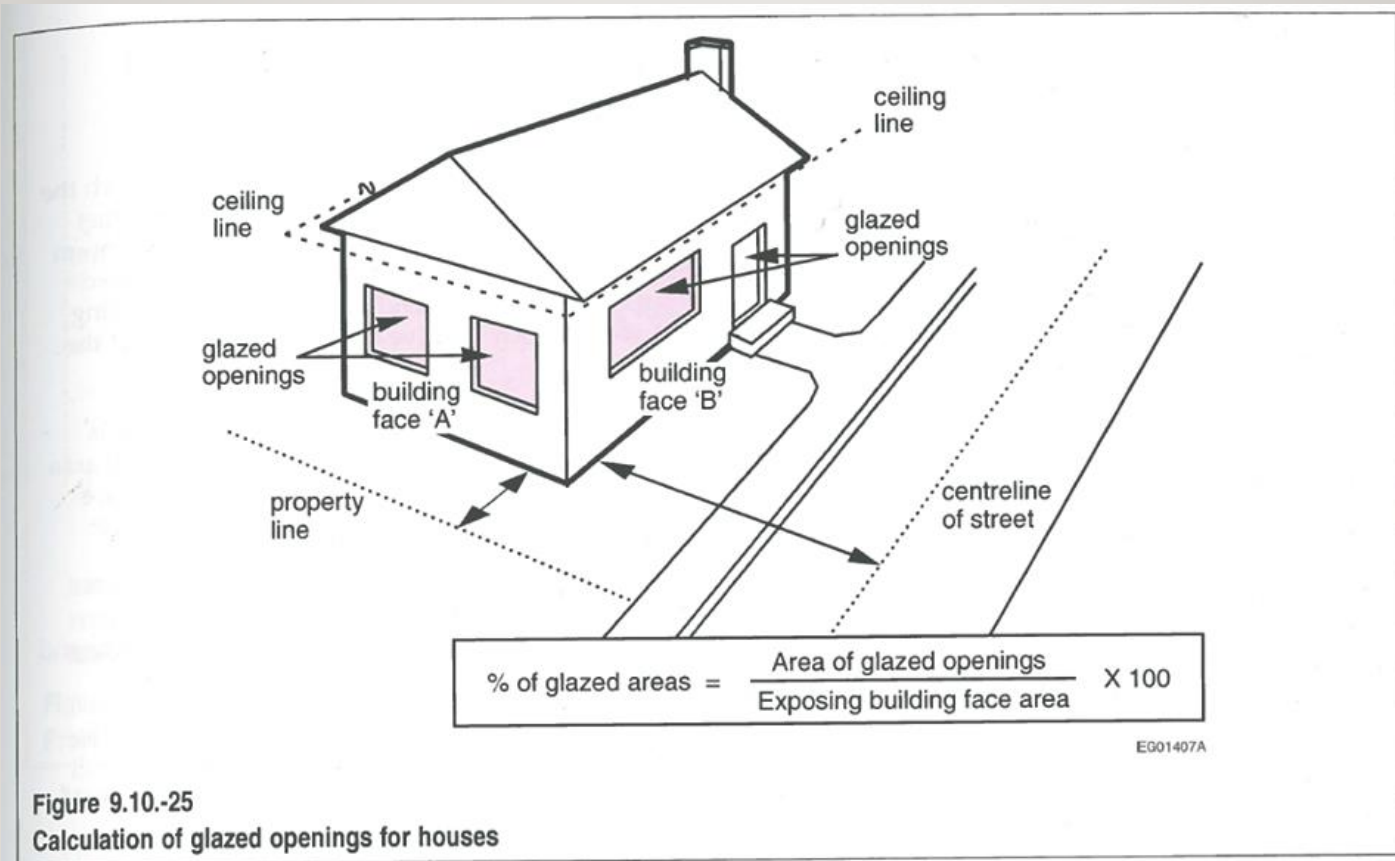 ceiling
line
ceiling
line
glazed
openings
glazed
openings
building
face ‘A’
building
face ‘B’
property
line
centreline
of street
% of glazed areas = Area of glazed openings
Exposing building face area
X 100
EG01407A
Figure 9.10.-25
Calculation of glazed openings for houses